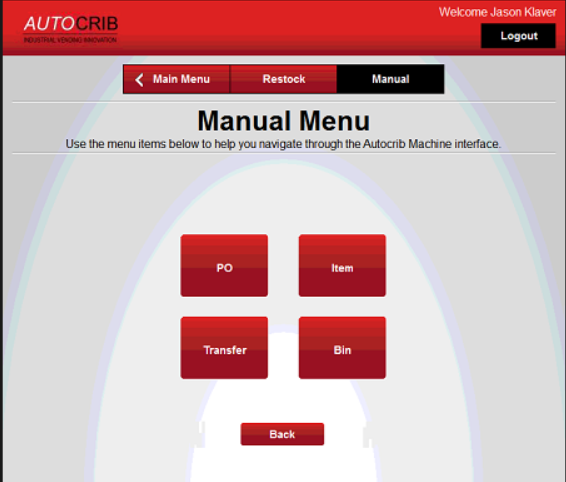 Welcome Jason Klaver
AUTOCRIB
INDUSTRIAL VENDING INNOVATION
Logout
Main Menu
Restock
Manual
Manual Menu
Use the menu items below to help you navigate through the Autocrib Machine interface.
PO
Item
Transfer
Bin
Back